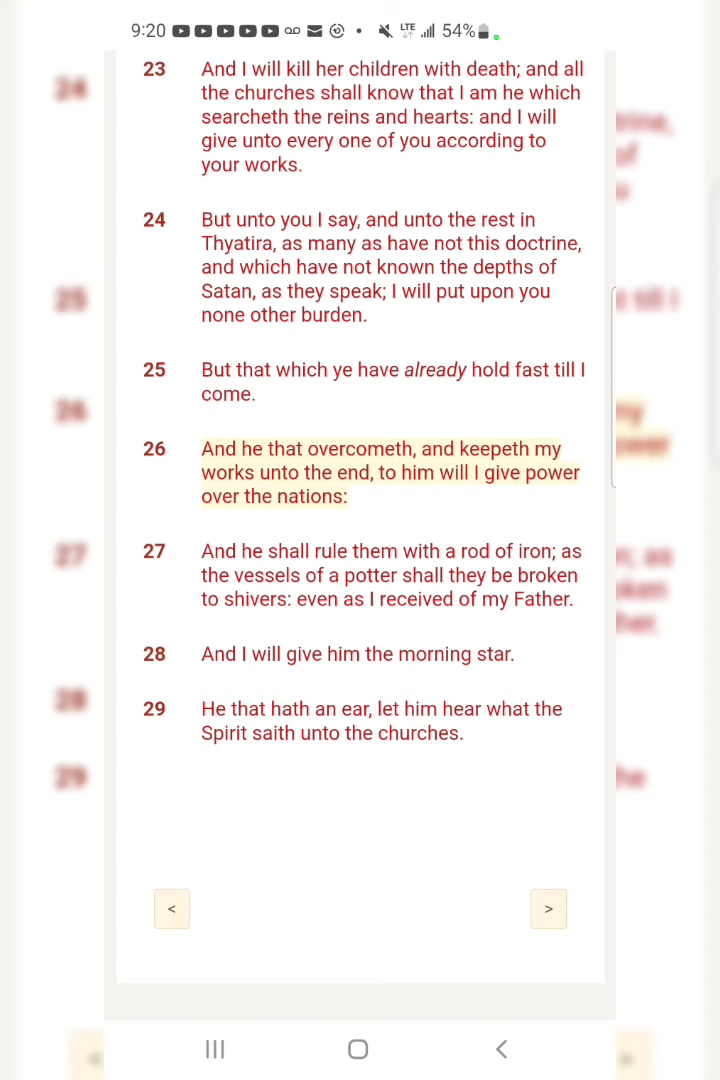 9:20 LTE 54%
23 And I will kill her children with death; and all
the churches shall know that I am he which
searcheth the reins and hearts: and I will
give unto every one of you according to
your works.
24 But unto you I say, and unto the rest in
Thyatira, as many as have not this doctrine,
and which have not known the depths of
Satan, as they speak; I will put upon you
none other burden.
25 But that which ye have already hold fast till I
come.
26 And he that overcometh, and keepeth my
works unto the end, to him will I give power
over the nations:
27 And he shall rule them with a rod of iron; as
the vessels of a potter shall they be broken
to shivers: even as I received of my Father.
28 And I will give him the morning star.
29 He that hath an ear, let him hear what the
Spirit saith unto the churches.
< >